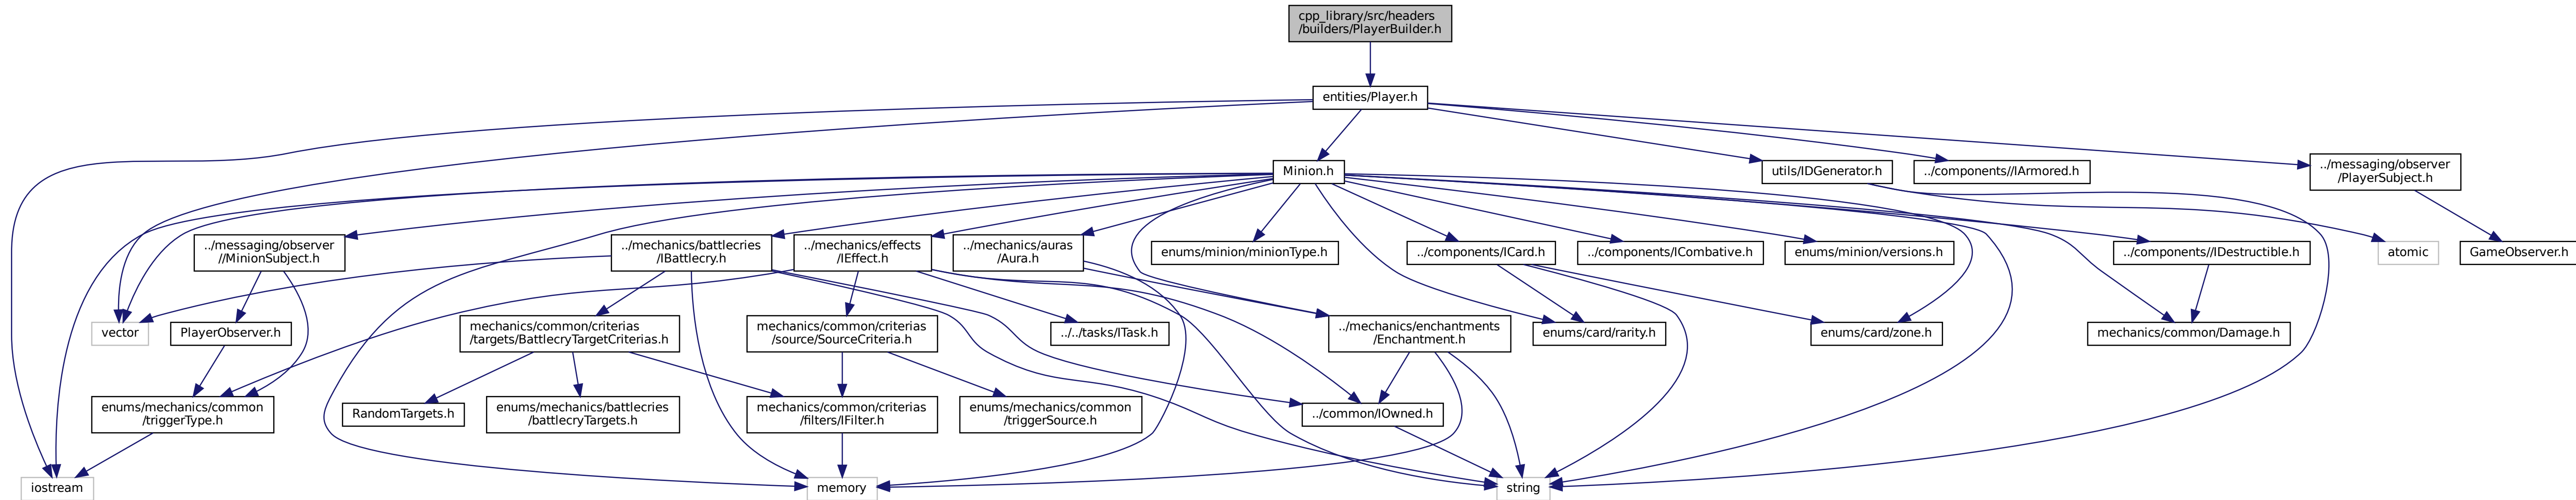 cpp_library/src/headers
/builders/PlayerBuilder.h
entities/Player.h
Minion.h
utils/IDGenerator.h
../components//IArmored.h
../messaging/observer
/PlayerSubject.h
../messaging/observer
//MinionSubject.h
../mechanics/battlecries
/IBattlecry.h
../mechanics/effects
/IEffect.h
../mechanics/auras
/Aura.h
enums/minion/minionType.h
../components/ICard.h
../components/ICombative.h
enums/minion/versions.h
../components//IDestructible.h
atomic
GameObserver.h
vector
PlayerObserver.h
mechanics/common/criterias
/targets/BattlecryTargetCriterias.h
mechanics/common/criterias
/source/SourceCriteria.h
../../tasks/ITask.h
../mechanics/enchantments
/Enchantment.h
enums/card/rarity.h
enums/card/zone.h
mechanics/common/Damage.h
enums/mechanics/common
/triggerType.h
RandomTargets.h
enums/mechanics/battlecries
/battlecryTargets.h
mechanics/common/criterias
/filters/IFilter.h
enums/mechanics/common
/triggerSource.h
../common/IOwned.h
iostream
memory
string